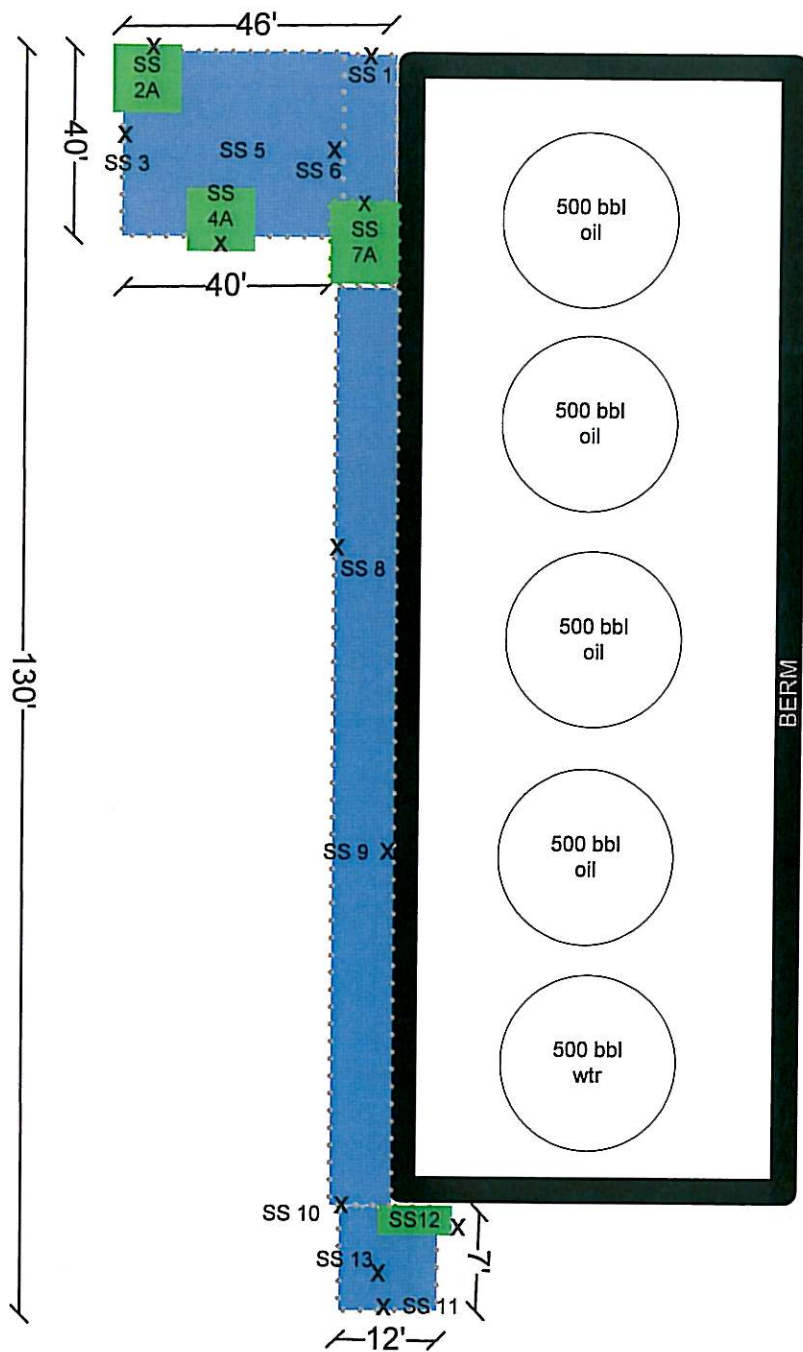 46'
X
SS
2A
X
SS 1
40'
X
SS 3
SS 5
X
SS 6
SS
4A
X
X
SS
7A
40'
500 bbl
oil
500 bbl
oil
X
SS 8
500 bbl
oil
130'
BERM
SS 9 X
500 bbl
oil
500 bbl
wtr
SS 10 X
SS12
X
SS 13
X
7'
X SS 11
12'